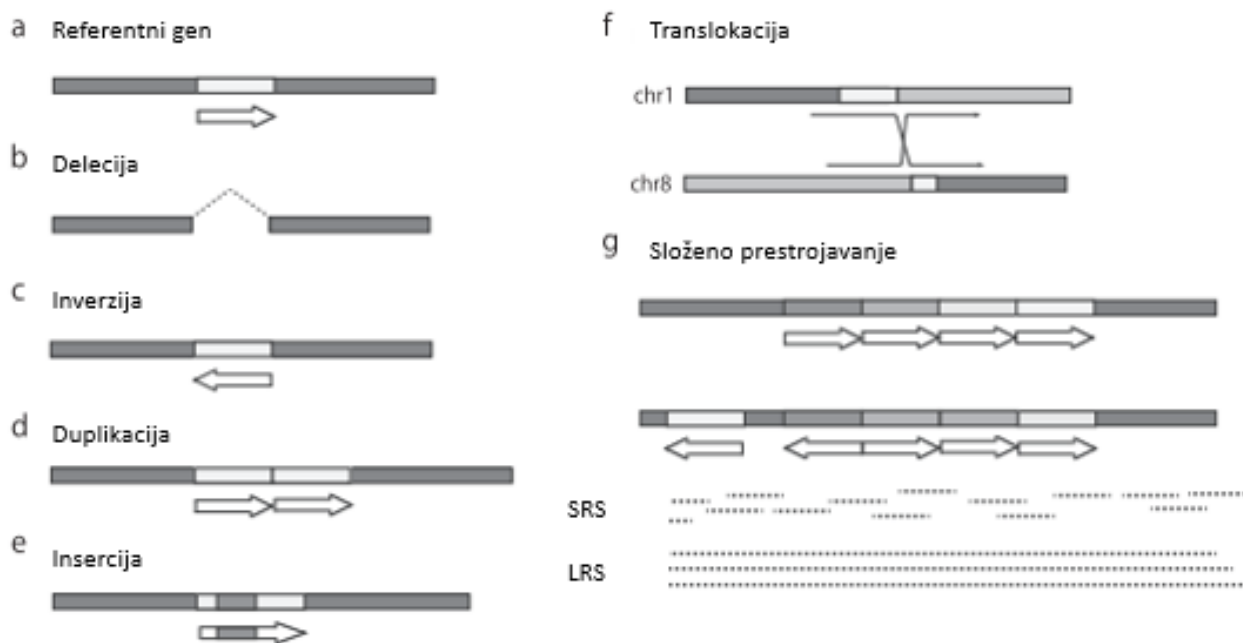 a Referentni gen
b Delecija
c Inverzija
d Duplikacija
e Insercija
f Translokacija
chr1
chr8
g Složeno prestrojavanje
SRS
LRS